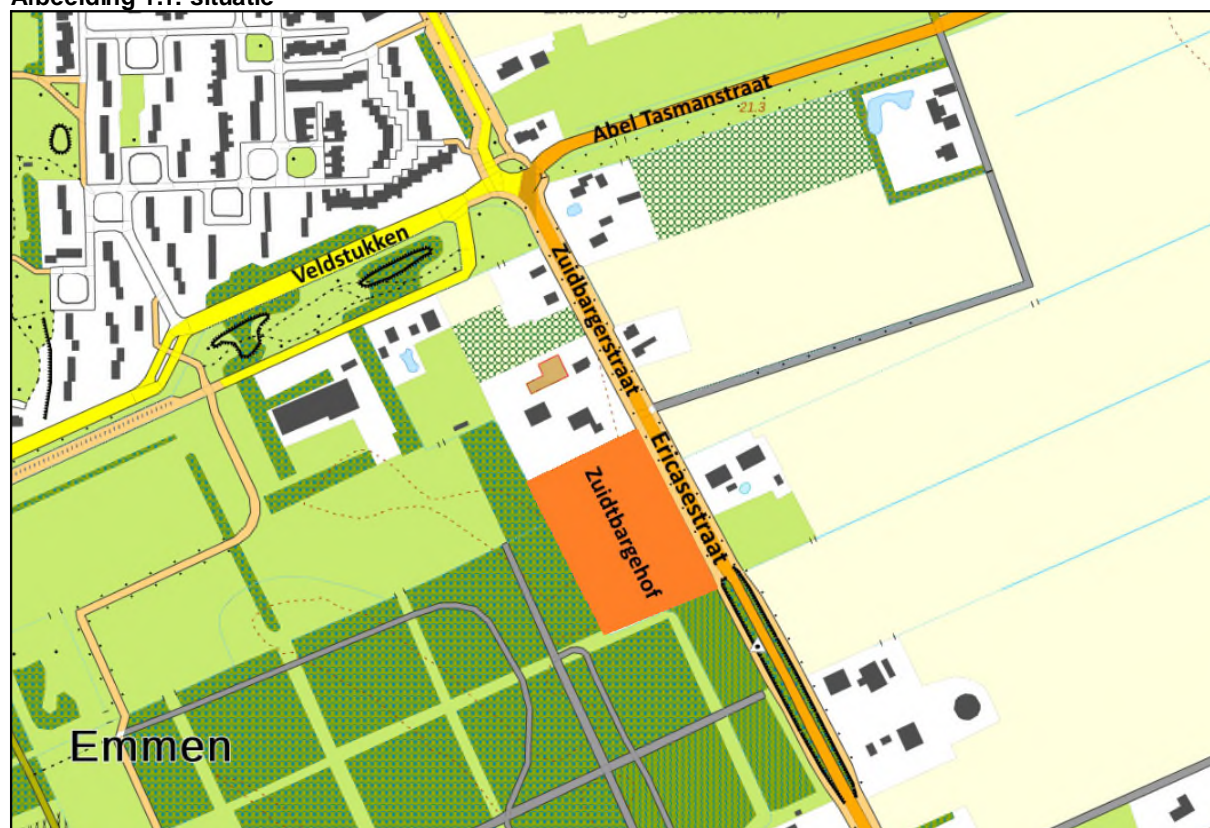 Afbeelding 1.1: situatie
Abel Tasmanstraat
21.3
Veldstukken
Zuidbargerstraat
Ericasestraat
Zuidtbargehof
Emmen